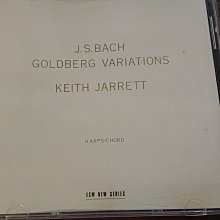 J.S.BACH
GOLDBERG VARIATIONS
KEITH JARRETT
HARPSICHORD
ECM NEW SERIES